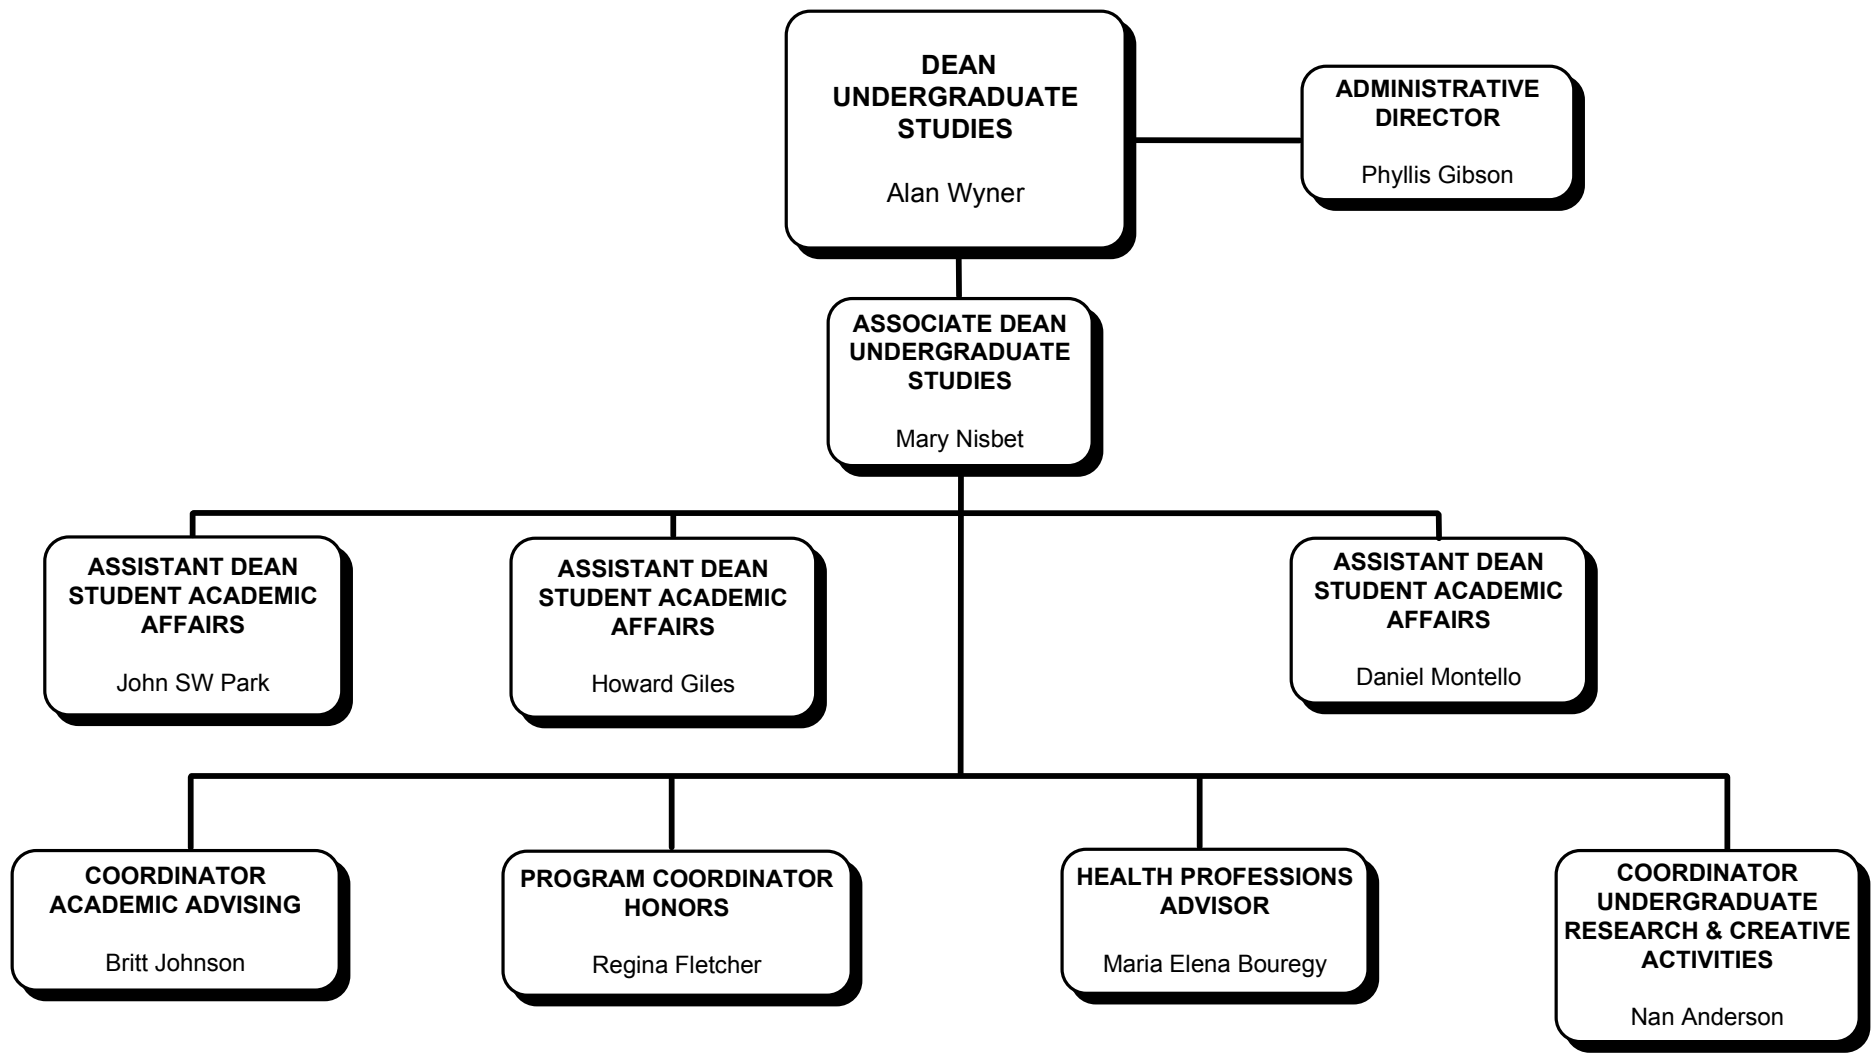 DEAN
UNDERGRADUATE
STUDIES
Alan Wyner
ADMINISTRATIVE
DIRECTOR
Phyllis Gibson
ASSOCIATE DEAN
UNDERGRADUATE
STUDIES
Mary Nisbet
ASSISTANT DEAN
STUDENT ACADEMIC
AFFAIRS
John SW Park
ASSISTANT DEAN
STUDENT ACADEMIC
AFFAIRS
Howard Giles
ASSISTANT DEAN
STUDENT ACADEMIC
AFFAIRS
Daniel Montello
COORDINATOR
ACADEMIC ADVISING
Britt Johnson
PROGRAM COORDINATOR
HONORS
Regina Fletcher
HEALTH PROFESSIONS
ADVISOR
Maria Elena Bouregy
COORDINATOR
UNDERGRADUATE
RESEARCH & CREATIVE
ACTIVITIES
Nan Anderson